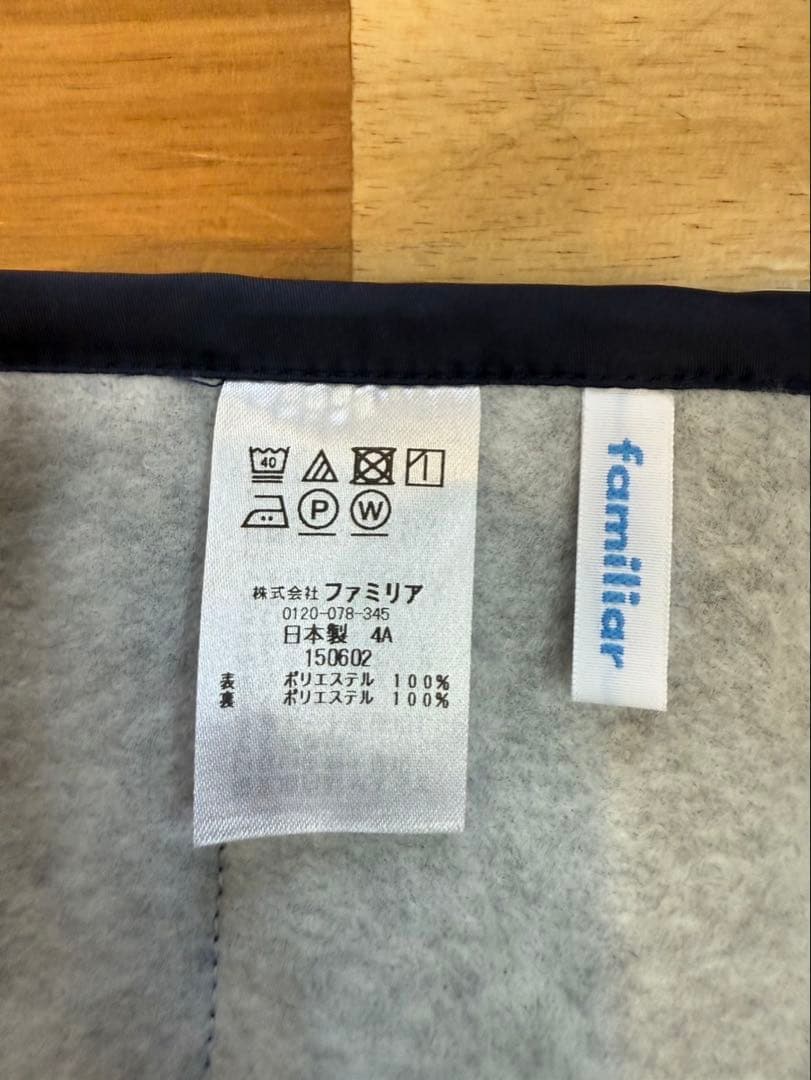 40
P W
株式会社 ファミリア
0120-078-345
日本製 4A
150602
表 ポリエステル 100%
裏 ポリエステル 100%
familiar